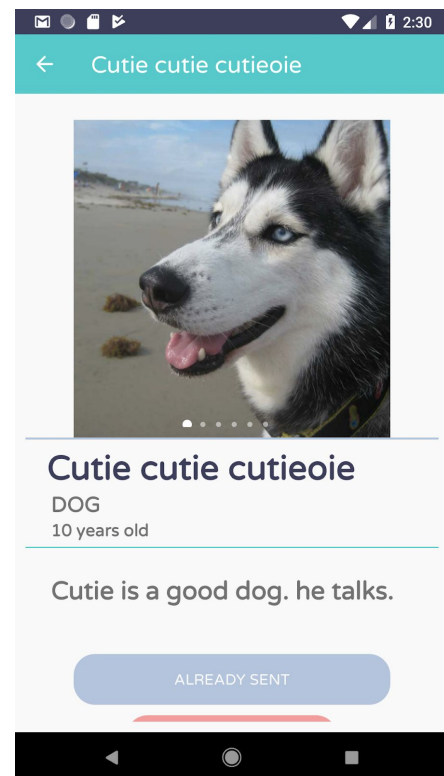 2:30
Cutie cutie cutieoie
Cutie cutie cutieoie
DOG
10 years old
Cutie is a good dog. he talks.
ALREADY SENT